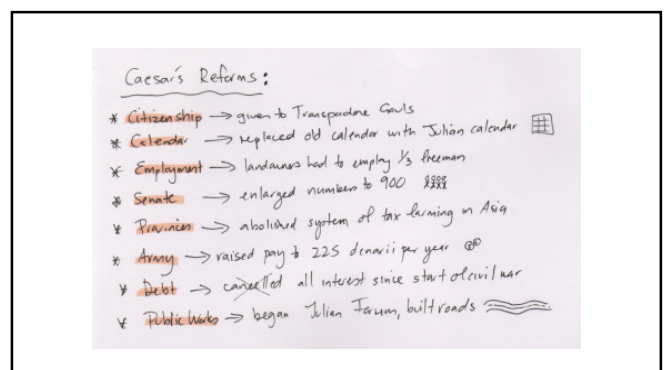 Caesar's Reforms:
* Citizenship → given to Transpadane Gauls
* Calendar → replaced old calendar with Julian calendar
* Employment → landowners had to employ 1/3 freeman
* Senate → enlarged numbers to 900
* Provinces → abolished system of tax farming in Asia
* Army → raised pay to 225 denarii per year
* Debt → cancelled all interest since start of civil war
* Public Works → began Julian Forum, built roads